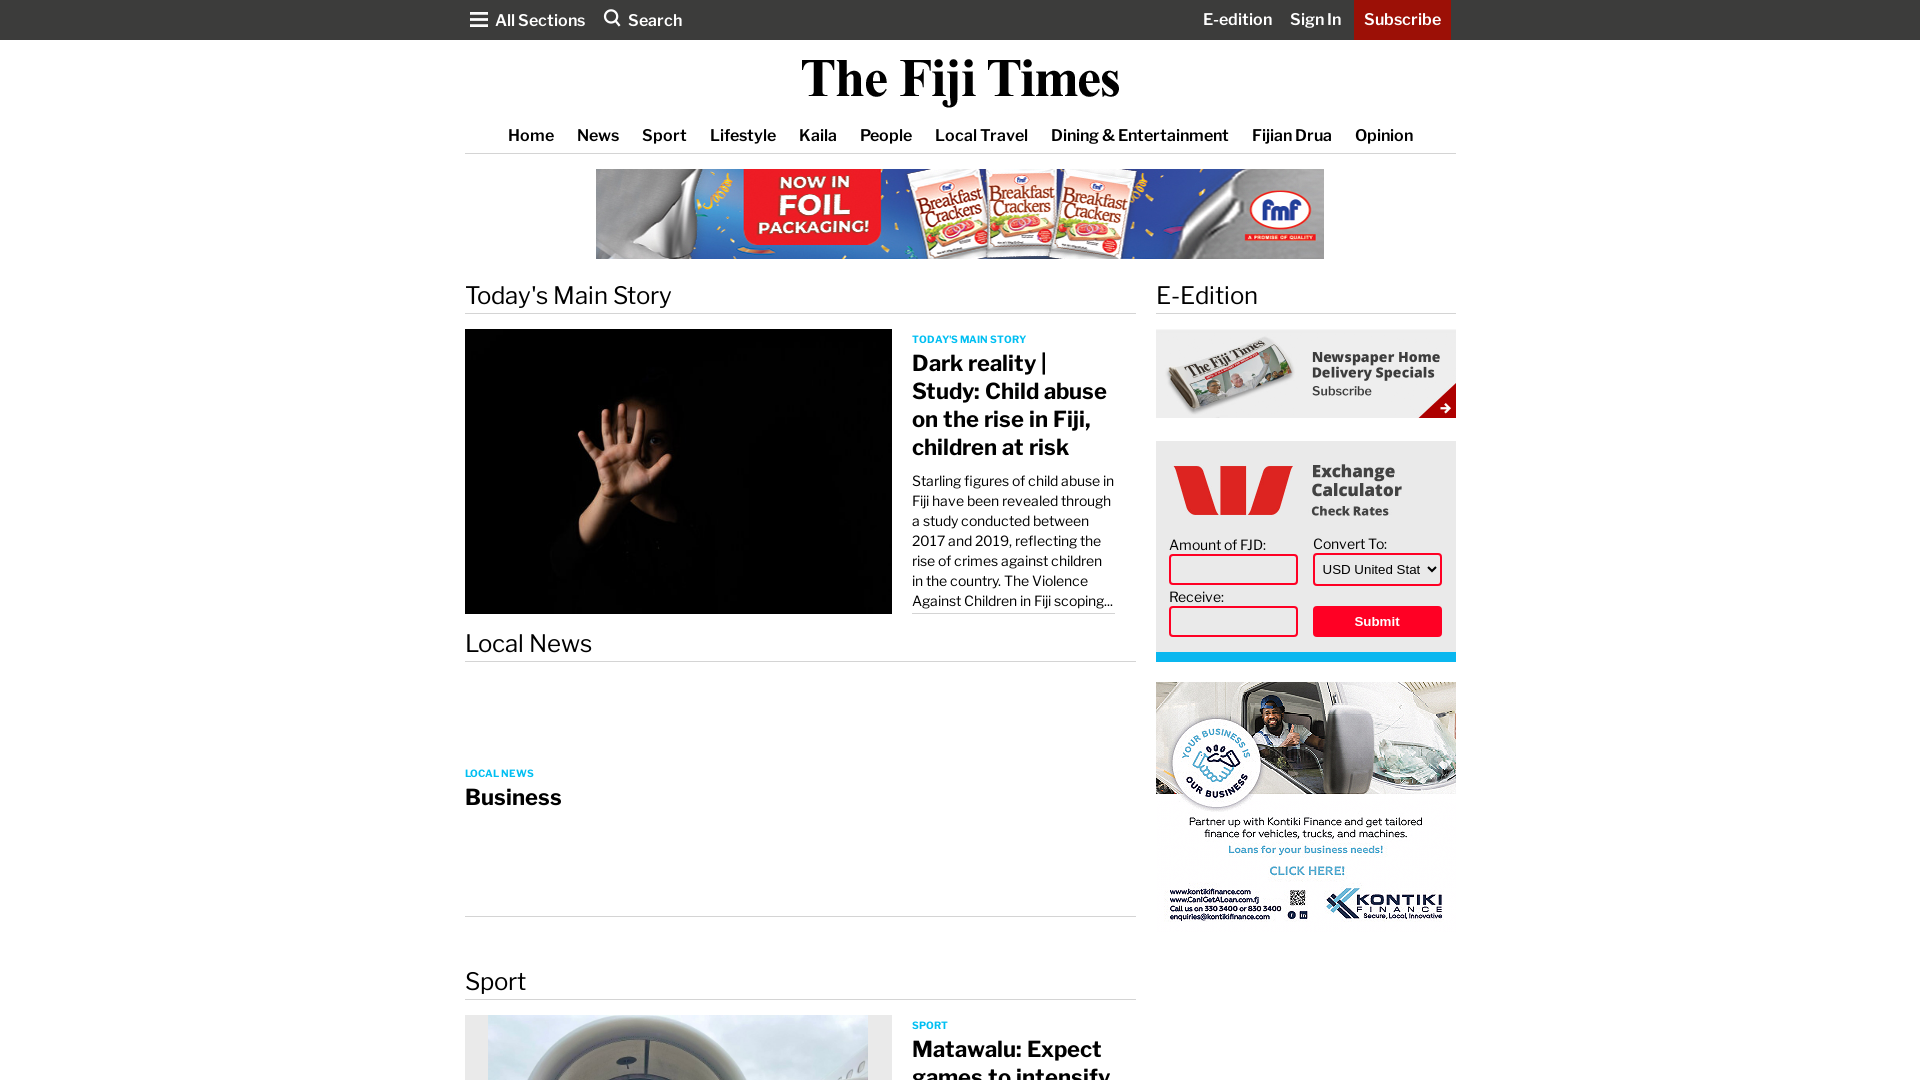 All Sections
Search
E-edition
Sign In
Subscribe
The Fiji Times
Home
News
Sport
Lifestyle
Kaila
People
Local Travel
Dining & Entertainment
Fijian Drua
Opinion
NOW IN
FOIL
PACKAGING!
fmf
Breakfast
Crackers
fmf
Breakfast
Crackers
fmf
Breakfast
Crackers
fmf
A PROMISE OF QUALITY
Today's Main Story
TODAY'S MAIN STORY
Dark reality |
Study: Child abuse
on the rise in Fiji,
children at risk
Starling figures of child abuse in
Fiji have been revealed through
a study conducted between
2017 and 2019, reflecting the
rise of crimes against children
in the country. The Violence
Against Children in Fiji scoping...
Local News
LOCAL NEWS
Business
Sport
SPORT
Matawalu: Expect
games to intensify
E-Edition
The Fiji Times
Newspaper Home
Delivery Specials
Subscribe
Exchange
Calculator
Check Rates
Amount of FJD:
Convert To:
USD United Stat
Receive:
Submit
YOUR BUSINESS IS
OUR BUSINESS
Partner up with Kontiki Finance and get tailored
finance for vehicles, trucks, and machines.
Loans for your business needs!
CLICK HERE!
www.kontikifinance.com
www.CanIGetALoan.com.fj
Call us on 330 3400 or 830 3400
enquiries@kontikifinance.com
KONTIKI
FINANCE
Secure, Local, Innovative